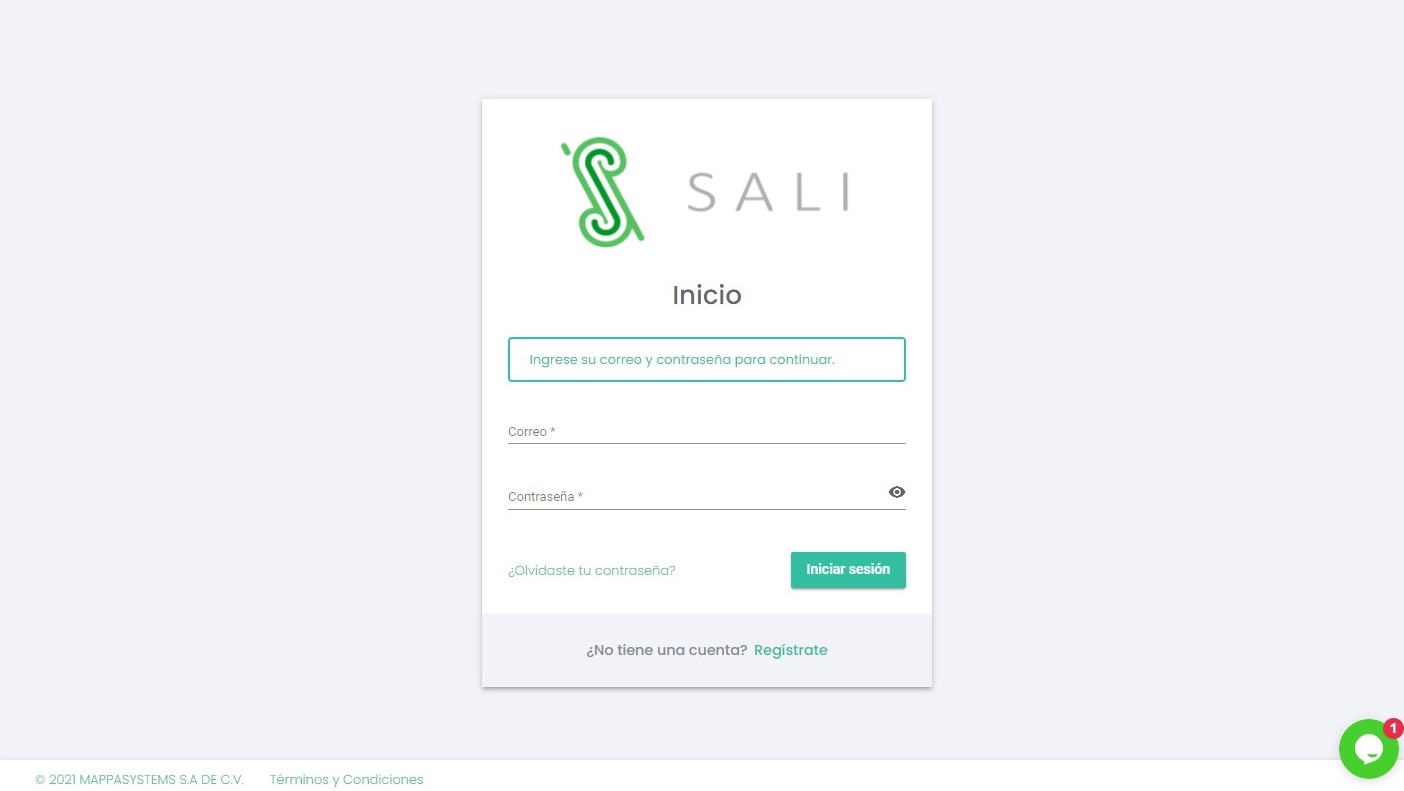 SALI
Inicio
Ingrese su correo y contraseña para continuar.
Correo *
Contraseña *
¿Olvidaste tu contraseña?
Iniciar sesión
¿No tiene una cuenta? Regístrate
1
© 2021 MAPPASYSTEMS S.A DE C.V. Términos y Condiciones